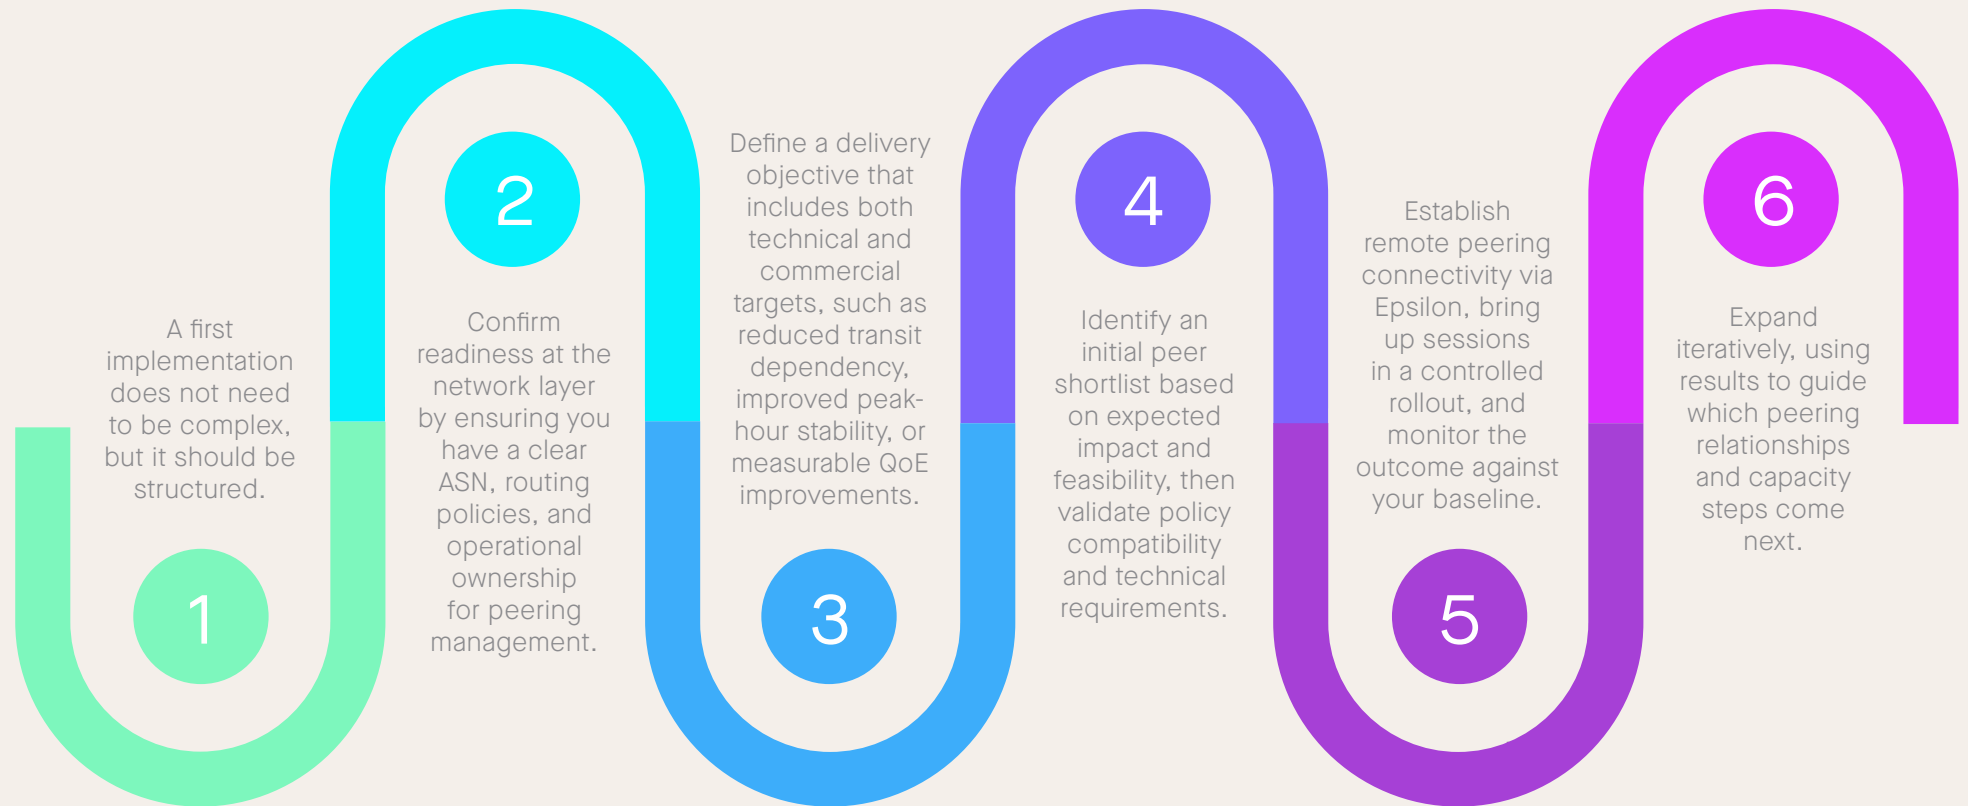 A first
implementation
does not need
to be complex,
but it should be
structured.
1
2
Confirm
readiness at the
network layer
by ensuring you
have a clear
ASN, routing
policies, and
operational
ownership
for peering
management.
Define a delivery
objective that
includes both
technical and
commercial
targets, such as
reduced transit
dependency,
improved peak-
hour stability, or
measurable QoE
improvements.
3
4
Identify an
initial peer
shortlist based
on expected
impact and
feasibility, then
validate policy
compatibility
and technical
requirements.
Establish
remote peering
connectivity via
Epsilon, bring
up sessions
in a controlled
rollout, and
monitor the
outcome against
your baseline.
5
6
Expand
iteratively, using
results to guide
which peering
relationships
and capacity
steps come
next.